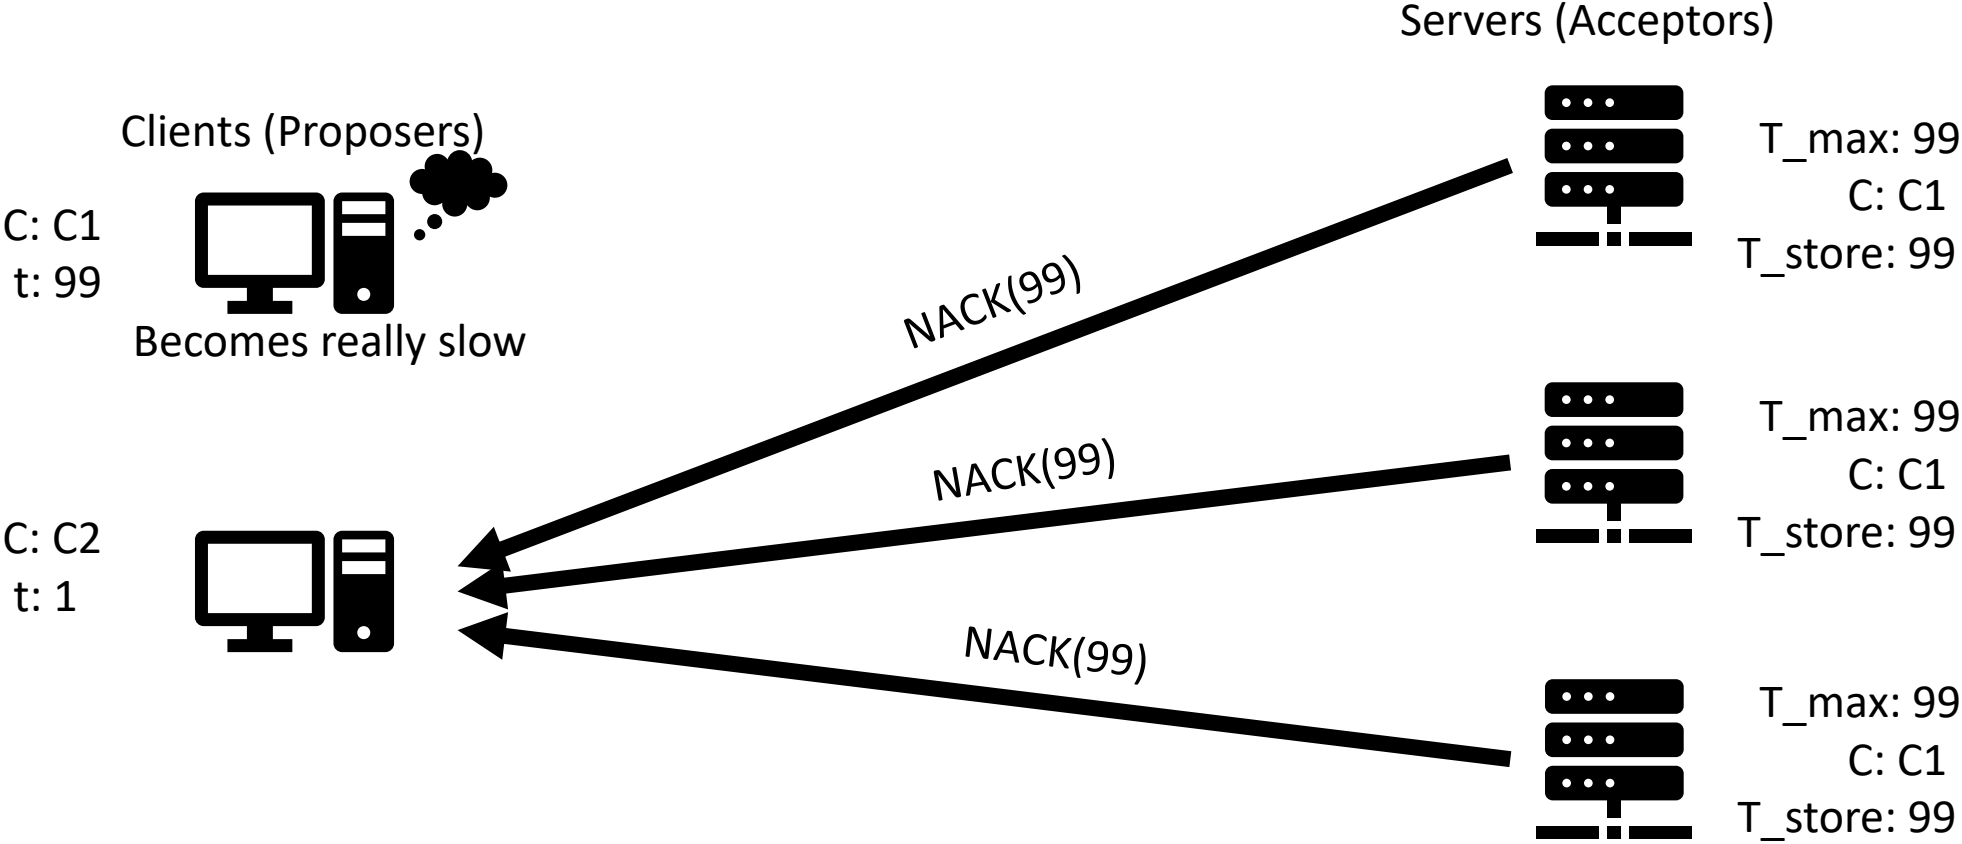 Servers (Acceptors)
Clients (Proposers)
C: C1
t: 99
Becomes really slow
C: C2
t: 1
NACK(99)
NACK(99)
NACK(99)
T_max: 99
C: C1
T_store: 99
T_max: 99
C: C1
T_store: 99
T_max: 99
C: C1
T_store: 99